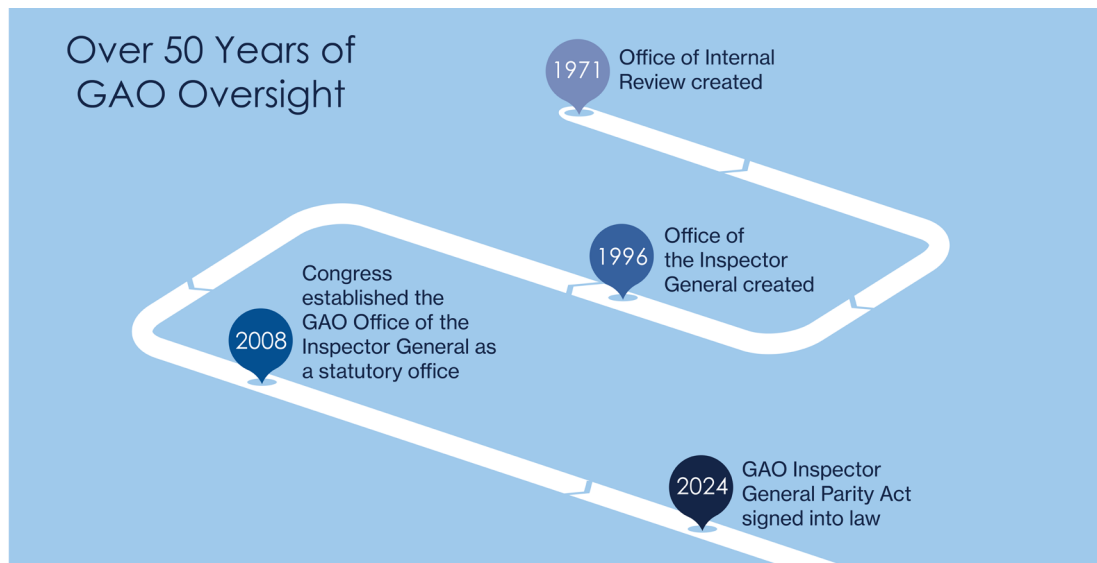 Over 50 Years of
GAO Oversight
1971
Office of Internal
Review created
1996
Office of
the Inspector
General created
2008
Congress
established the
GAO Office of the
Inspector General as
a statutory office
2024
GAO Inspector
General Parity Act
signed into law